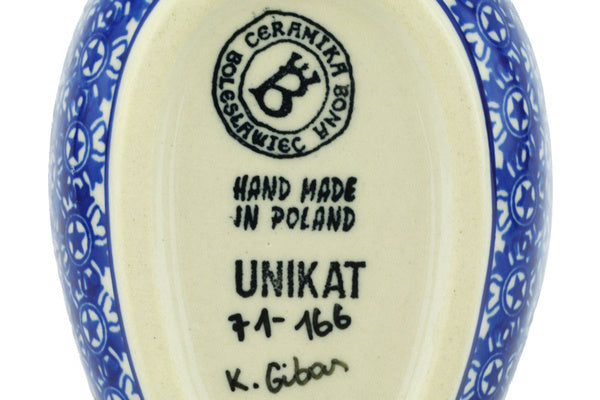 CERAMIKA BONA
BOLESŁAWIEC
B
HAND MADE
IN POLAND
UNIKAT
71-166
K. Gibas